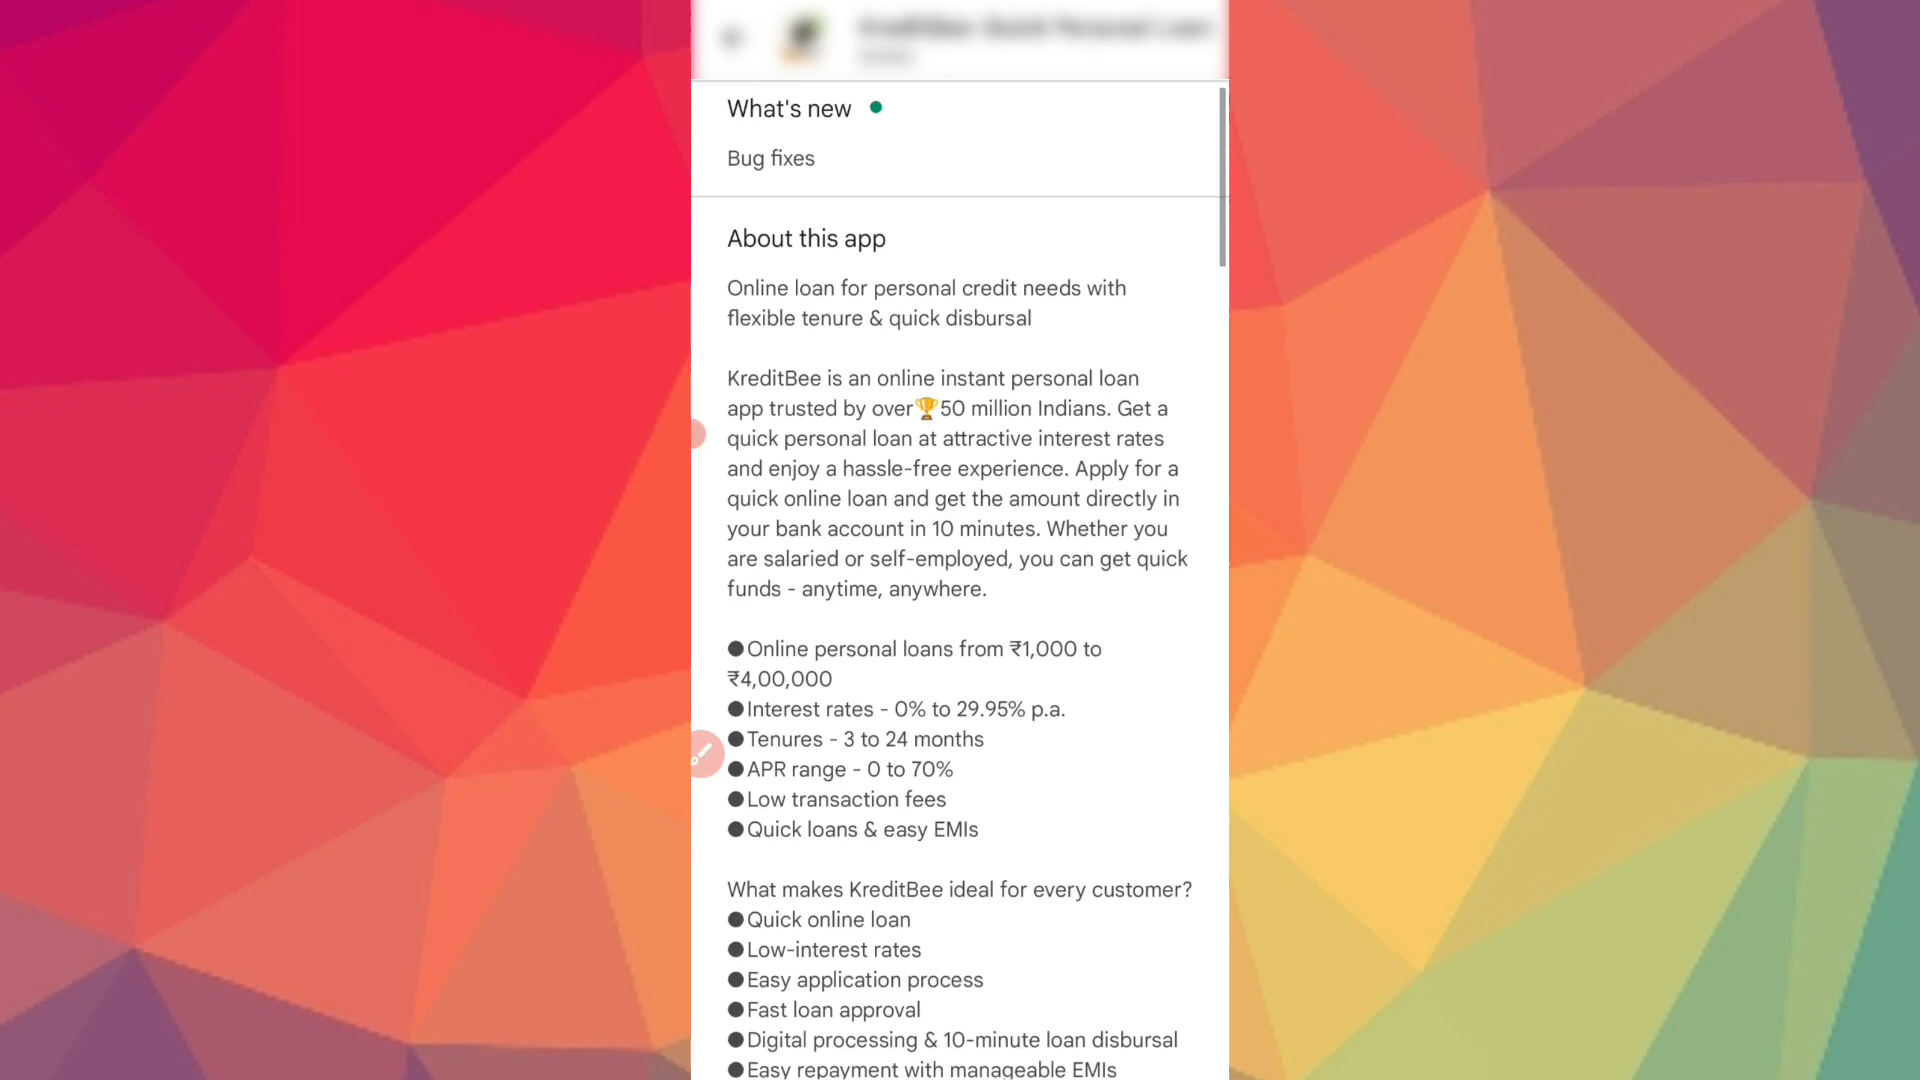 What's new
Bug fixes
About this app
Online loan for personal credit needs with
flexible tenure & quick disbursal
KreditBee is an online instant personal loan
app trusted by over🏆50 million Indians. Get a
quick personal loan at attractive interest rates
and enjoy a hassle-free experience. Apply for a
quick online loan and get the amount directly in
your bank account in 10 minutes. Whether you
are salaried or self-employed, you can get quick
funds - anytime, anywhere.
●Online personal loans from ₹1,000 to
₹4,00,000
●Interest rates - 0% to 29.95% p.a.
●Tenures - 3 to 24 months
●APR range - 0 to 70%
●Low transaction fees
●Quick loans & easy EMIs
What makes KreditBee ideal for every customer?
●Quick online loan
●Low-interest rates
●Easy application process
●Fast loan approval
●Digital processing & 10-minute loan disbursal
●Easy repayment with manageable EMIs